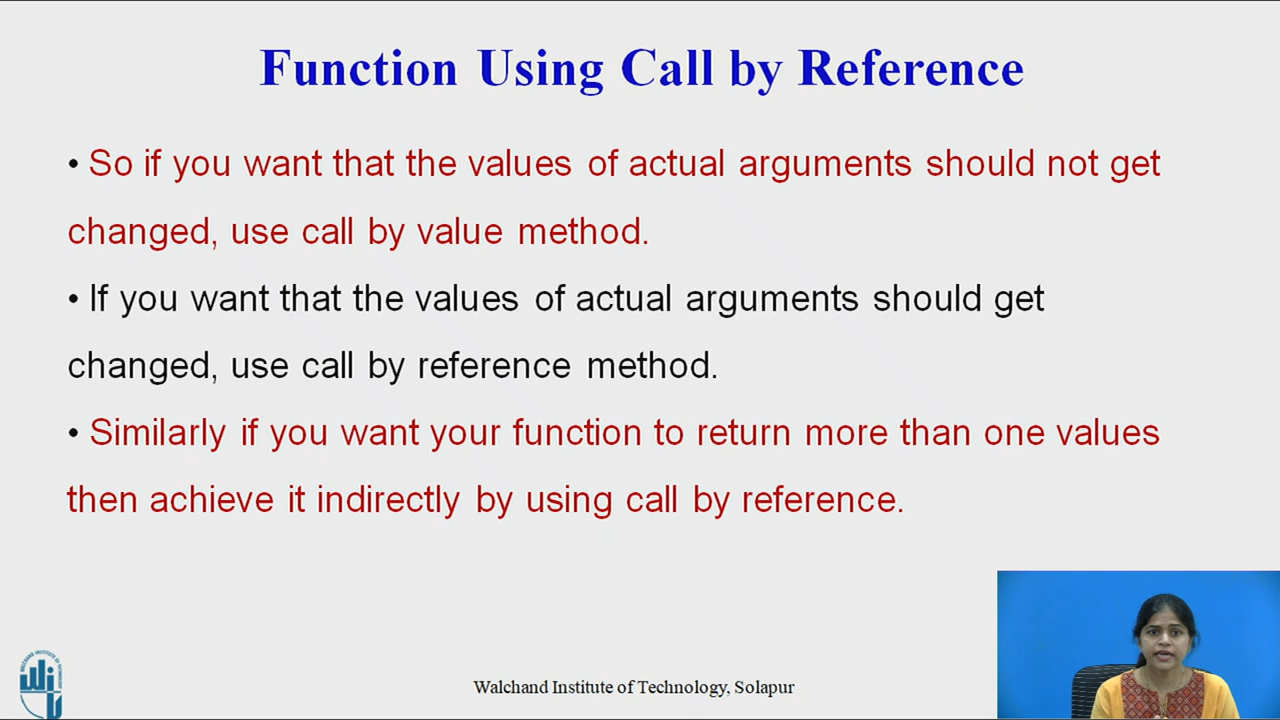 Function Using Call by Reference
• So if you want that the values of actual arguments should not get
changed, use call by value method.
• If you want that the values of actual arguments should get
changed, use call by reference method.
• Similarly if you want your function to return more than one values
then achieve it indirectly by using call by reference.
Walchand Institute of Technology, Solapur